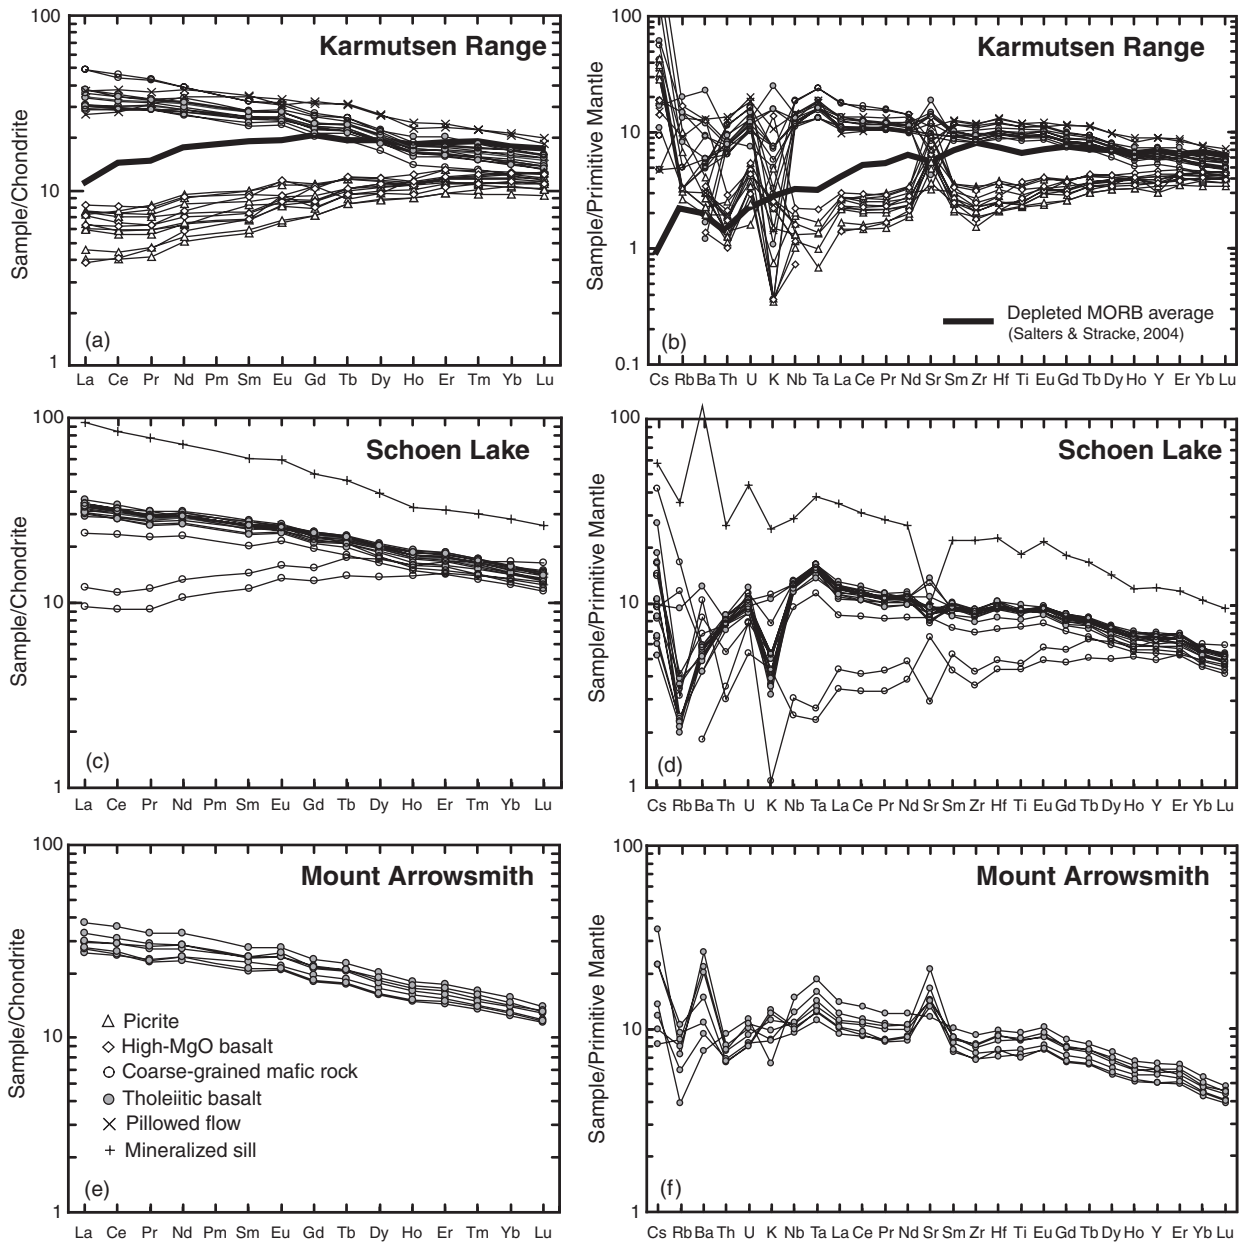 100
Karmutsen Range
10
1
Sample/Chondrite
(a)
La Ce Pr Nd Pm Sm Eu Gd Tb Dy Ho Er Tm Yb Lu
100
Karmutsen Range
10
1
0.1
Sample/Primitive Mantle
Depleted MORB average
(Salters & Stracke, 2004)
(b)
Cs Rb Ba Th U K Nb Ta La Ce Pr Nd Sr Sm Zr Hf Ti Eu Gd Tb Dy Ho Y Er Yb Lu
100
Schoen Lake
10
1
Sample/Chondrite
(c)
La Ce Pr Nd Pm Sm Eu Gd Tb Dy Ho Er Tm Yb Lu
100
Schoen Lake
10
1
Sample/Primitive Mantle
(d)
Cs Rb Ba Th U K Nb Ta La Ce Pr Nd Sr Sm Zr Hf Ti Eu Gd Tb Dy Ho Y Er Yb Lu
100
Mount Arrowsmith
10
1
Sample/Chondrite
Picrite
High-MgO basalt
Coarse-grained mafic rock
Tholeiitic basalt
Pillowed flow
Mineralized sill
(e)
La Ce Pr Nd Pm Sm Eu Gd Tb Dy Ho Er Tm Yb Lu
100
Mount Arrowsmith
10
1
Sample/Primitive Mantle
(f)
Cs Rb Ba Th U K Nb Ta La Ce Pr Nd Sr Sm Zr Hf Ti Eu Gd Tb Dy Ho Y Er Yb Lu